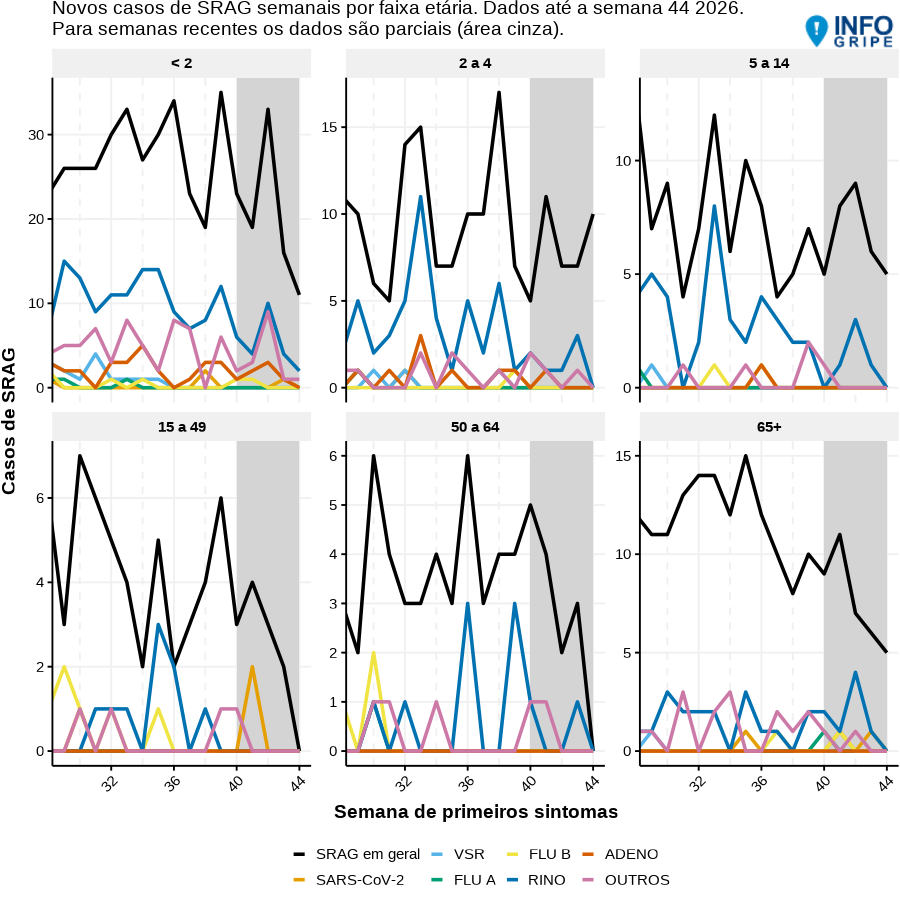 Novos casos de SRAG semanais por faixa etária. Dados até a semana 44 2026.
Para semanas recentes os dados são parciais (área cinza).
INFO
GRIPE
< 2
2 a 4
5 a 14
30
20
10
0
15
10
5
0
10
5
0
Casos de SRAG
15 a 49
50 a 64
65+
6
4
2
0
6
5
4
3
2
1
0
15
10
5
0
32
36
40
44
32
36
40
44
32
36
40
44
Semana de primeiros sintomas
SRAG em geral
VSR
FLU B
ADENO
SARS-CoV-2
FLU A
RINO
OUTROS